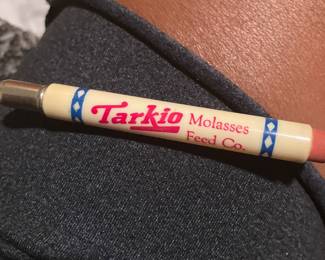 Tarkio Molasses
Feed Co.